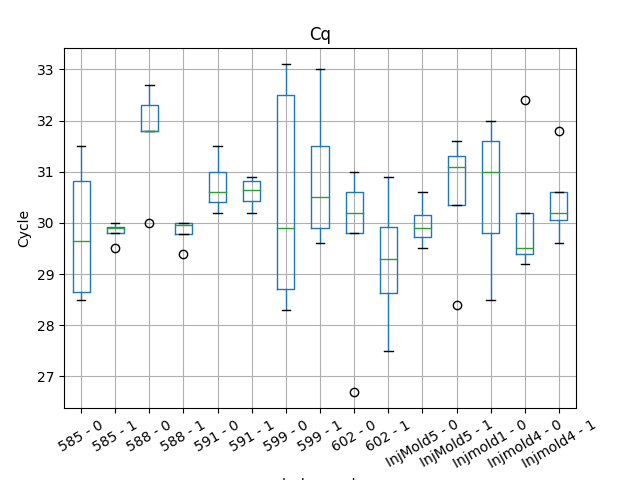 Cq
33
32
31
30
29
28
27
Cycle
585 - 0
585 - 1
588 - 0
588 - 1
591 - 0
591 - 1
599 - 0
599 - 1
602 - 0
602 - 1
InjMold5 - 0
InjMold5 - 1
Injmold1 - 0
Injmold4 - 0
Injmold4 - 1